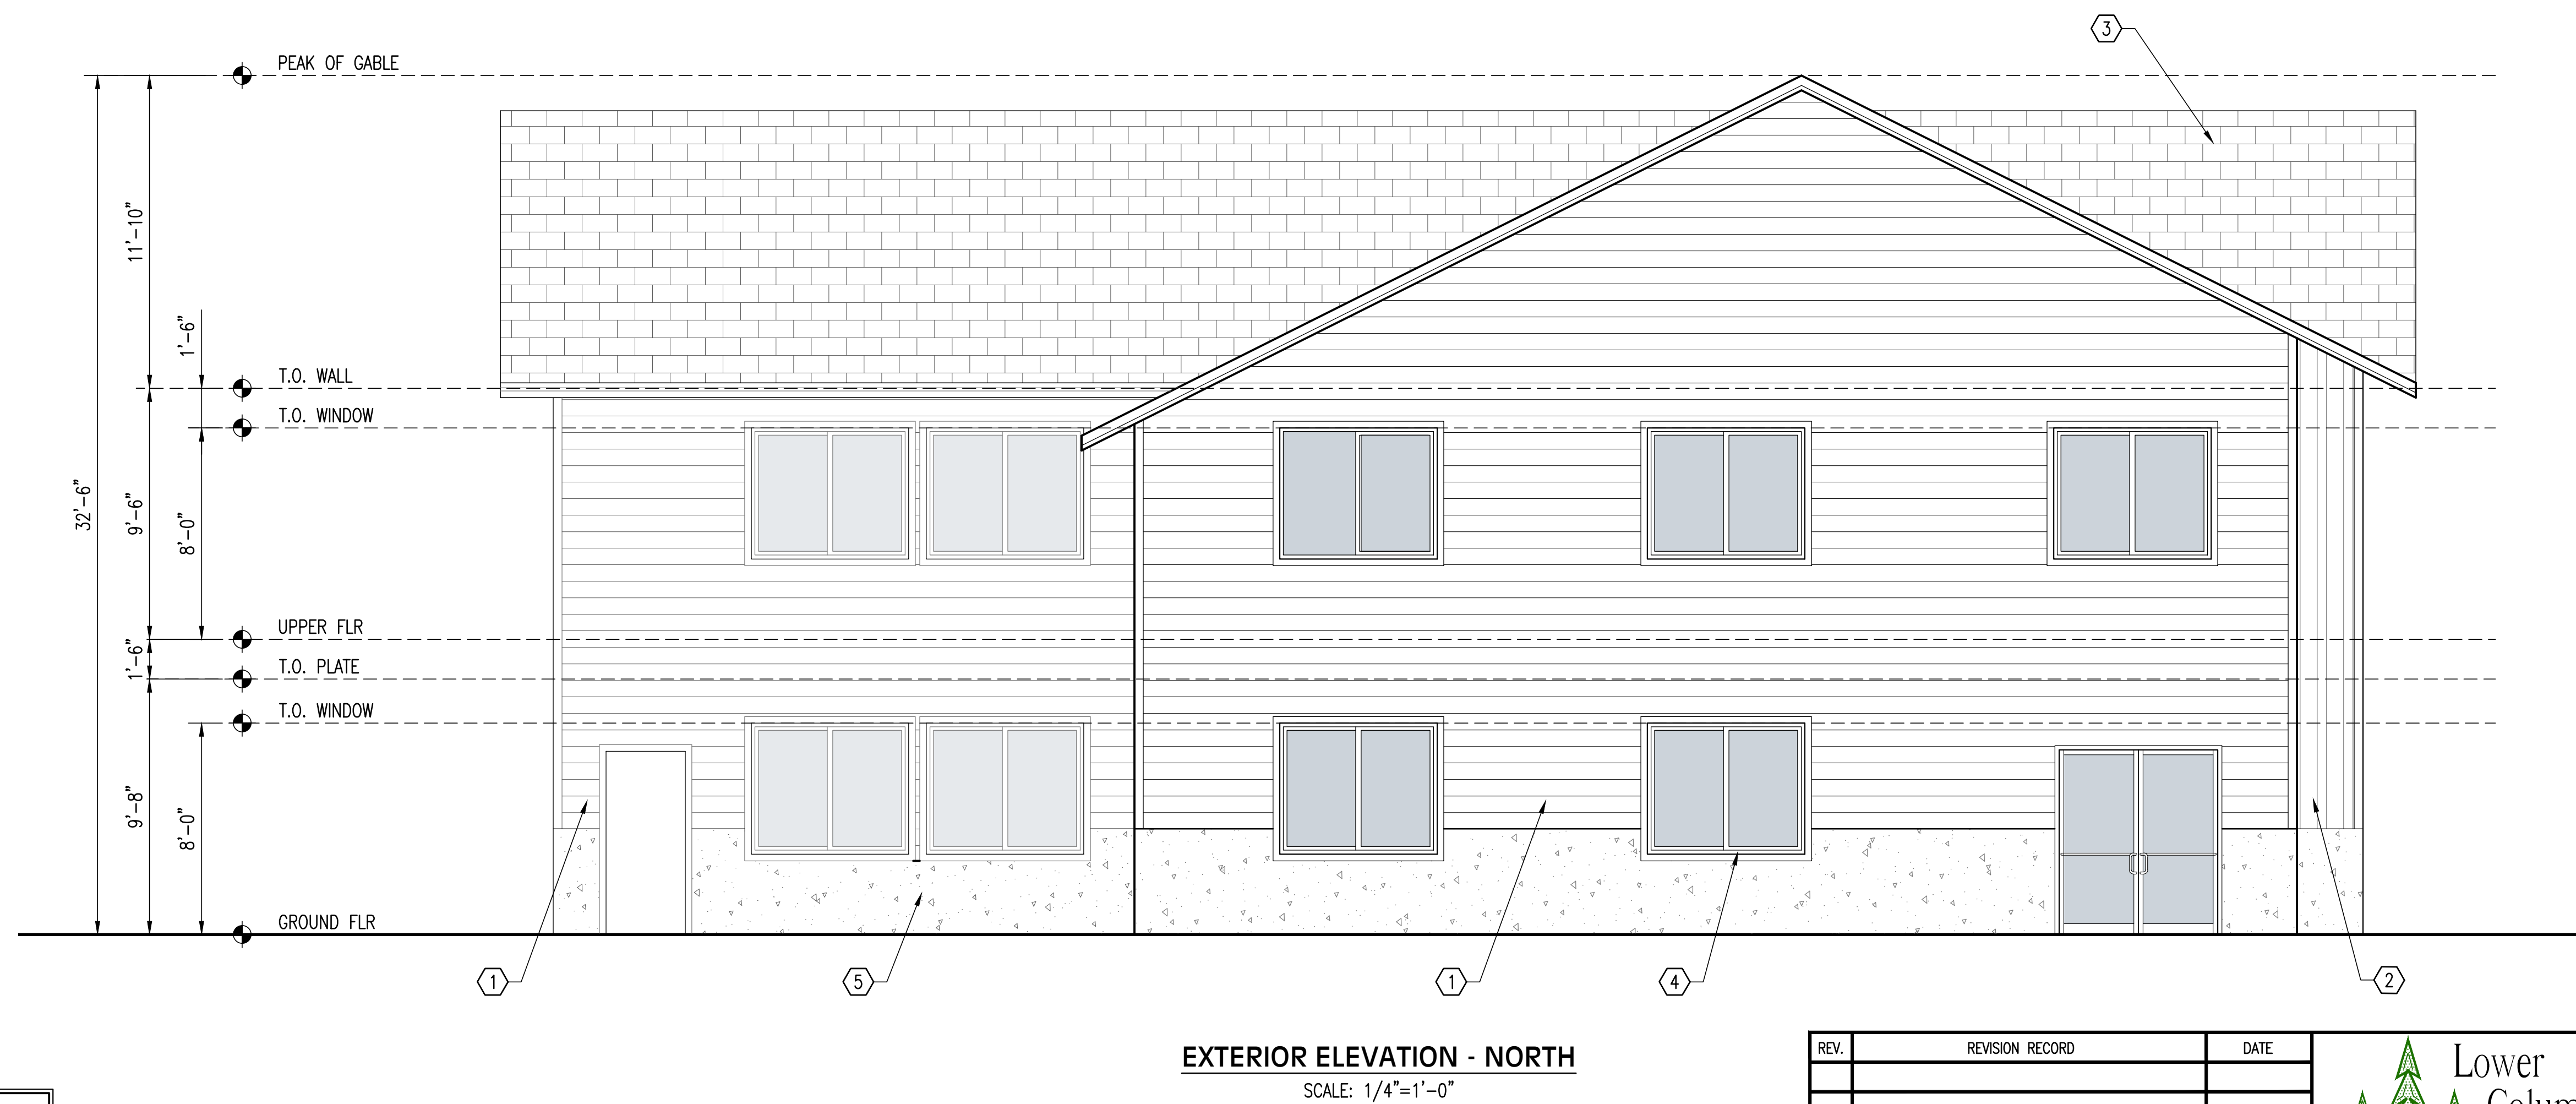 3
PEAK OF GABLE
11'-10"
1'-6"
T.O. WALL
T.O. WINDOW
32'-6"
9'-6"
8'-0"
UPPER FLR
1'-6"
T.O. PLATE
T.O. WINDOW
9'-8"
8'-0"
GROUND FLR
1
5
1
4
2
EXTERIOR ELEVATION - NORTH
SCALE: 1/4"=1'-0"
REV.
REVISION RECORD
DATE
Lower
Colum